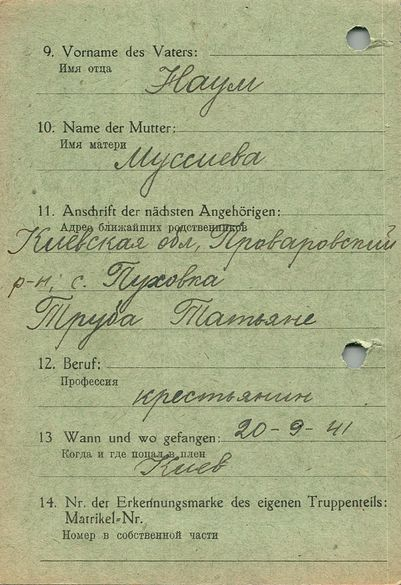 9. Vorname des Vaters:
Имя отца
Наум
10. Name der Mutter:
Имя матери
Муссиева
11. Anschrift der nächsten Angehörigen:
Адрес ближайших родственников
Киевская обл, Проваровский
р-н, с. Пуховка
Труба Татьяне
12. Beruf:
Профессия
крестьянин
13 Wann und wo gefangen: 20-9-41
Когда и где попал в плен
Киев
14. Nr. der Erkennungsmarke des eigenen Truppenteils:
Matrikel-Nr.
Номер в собственной части